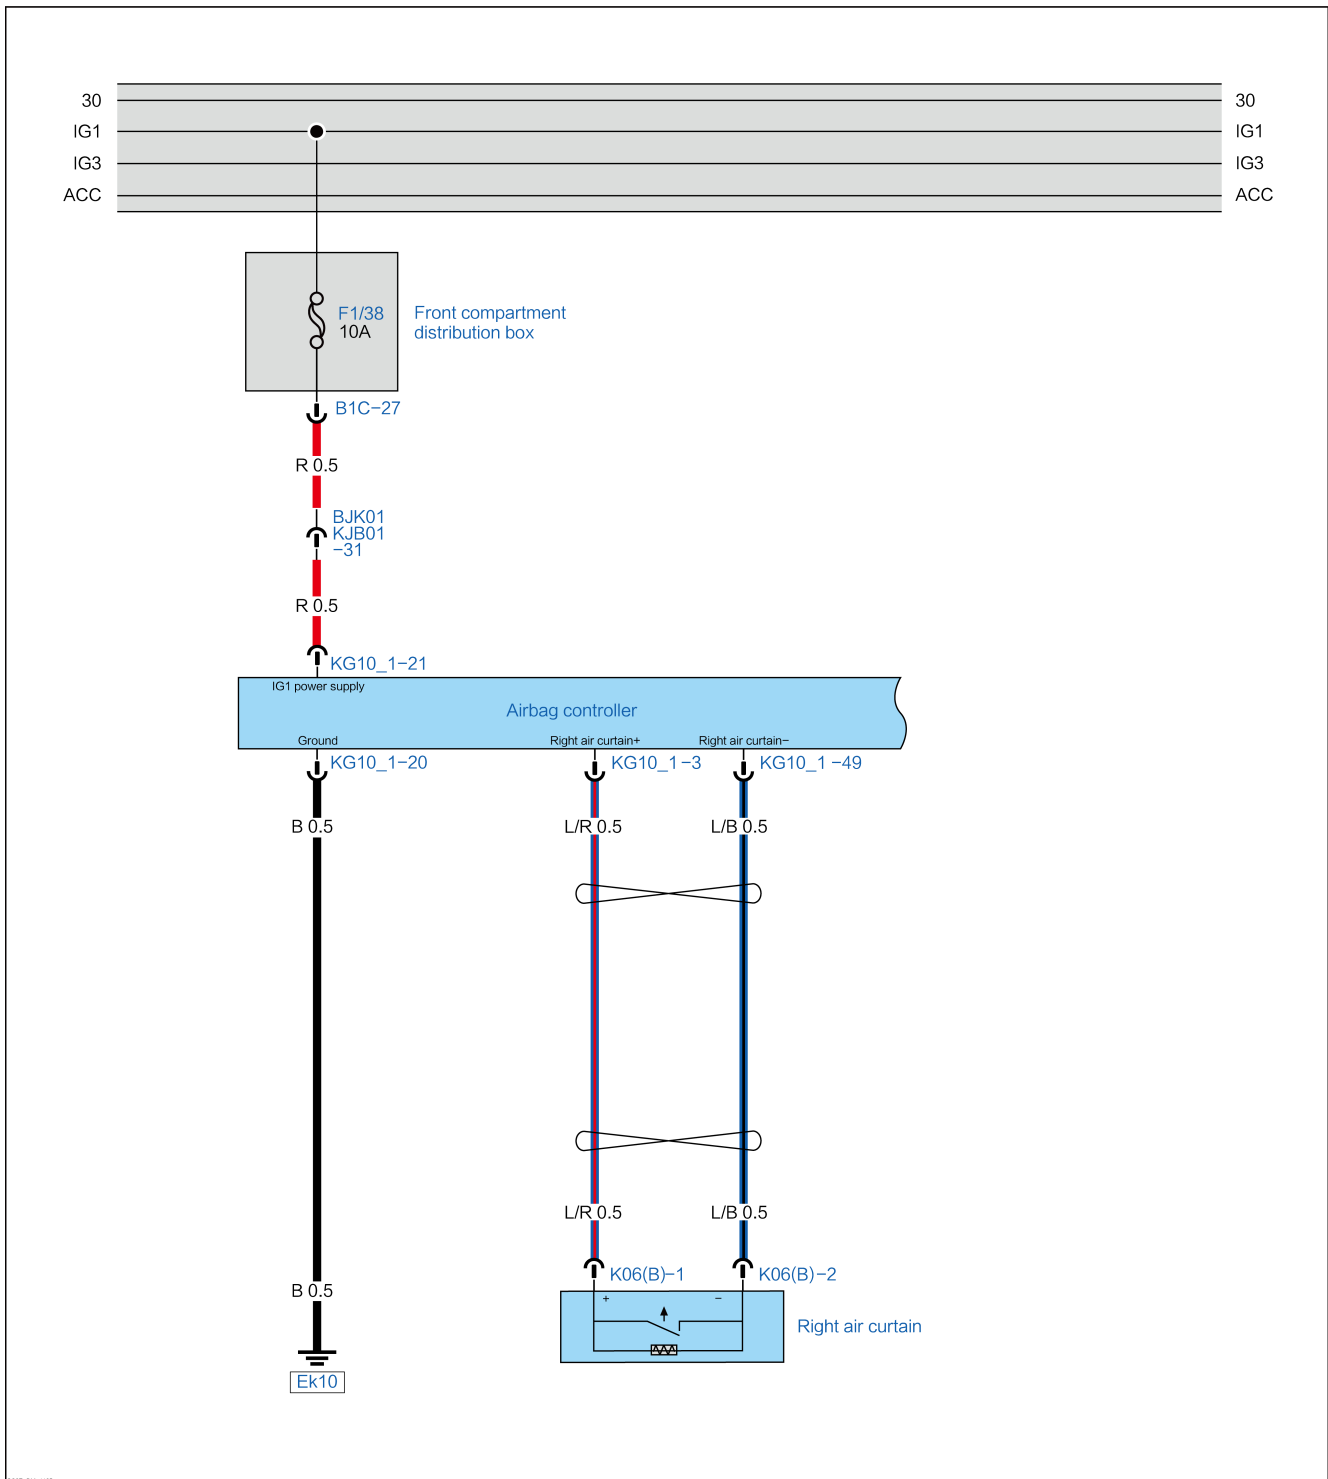 30
30
IG1
IG1
IG3
IG3
ACC
ACC
F1/38
10A
Front compartment
distribution box
B1C-27
R 0.5
BJK01
KJB01
-31
R 0.5
KG10_1-21
IG1 power supply
Airbag controller
Ground
Right air curtain+
Right air curtain-
KG10_1-20
KG10_1-3
KG10_1-49
B 0.5
L/R 0.5
L/B 0.5
L/R 0.5
L/B 0.5
K06(B)-1
K06(B)-2
B 0.5
+
-
Right air curtain
Ek10